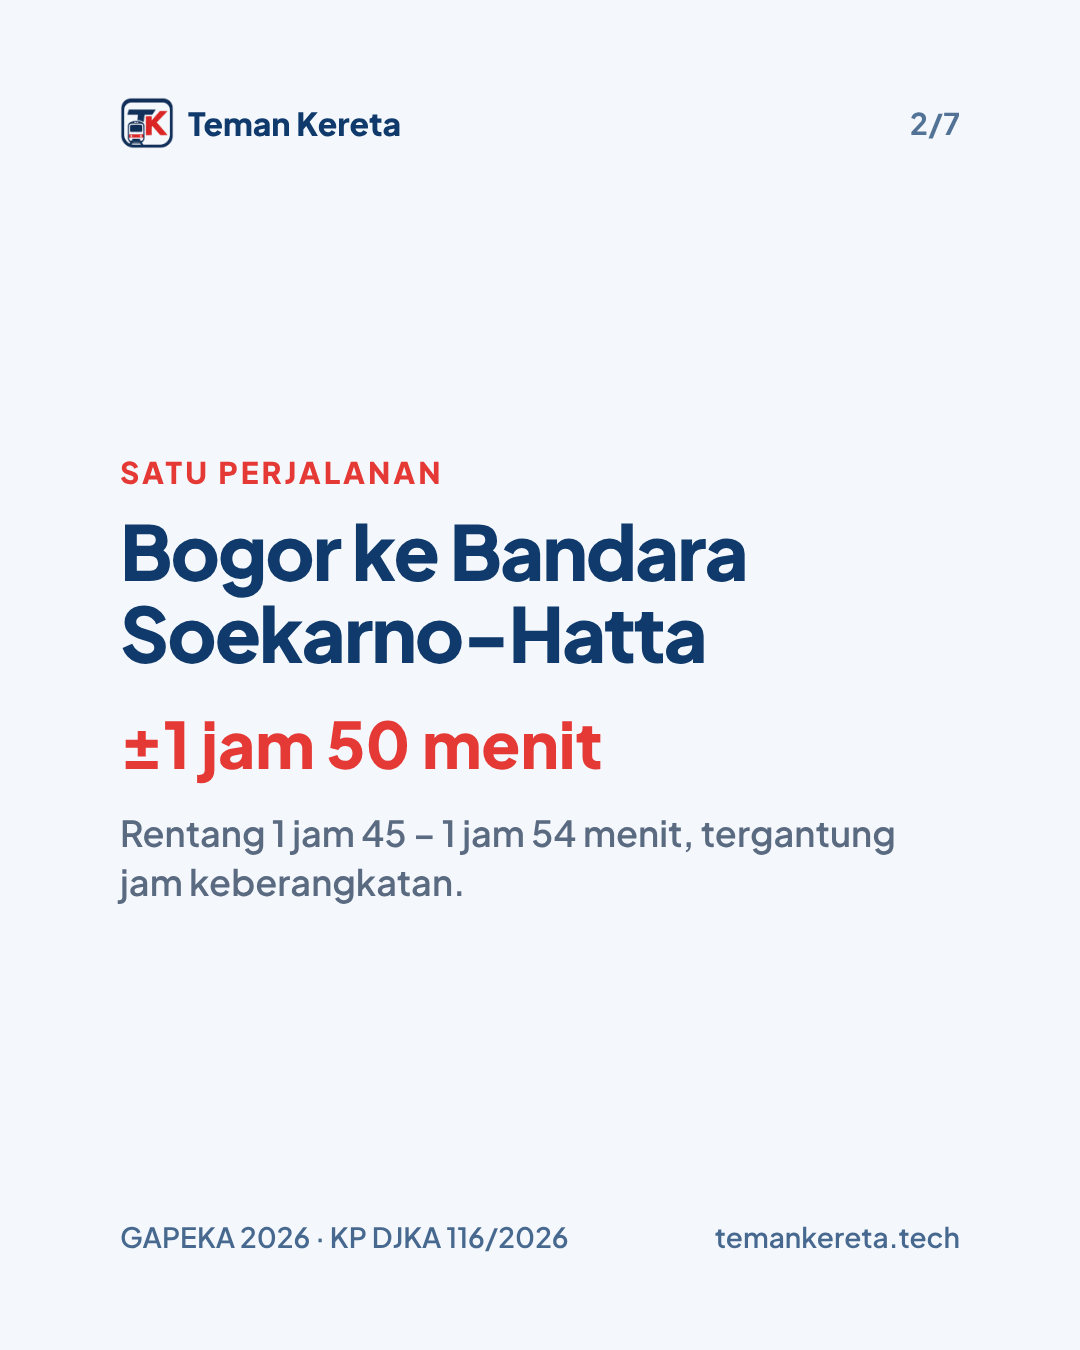 TK Teman Kereta
2/7
SATU PERJALANAN
Bogor ke Bandara
Soekarno–Hatta
±1 jam 50 menit
Rentang 1 jam 45 – 1 jam 54 menit, tergantung
jam keberangkatan.
GAPEKA 2026 · KP DJKA 116/2026
temankereta.tech